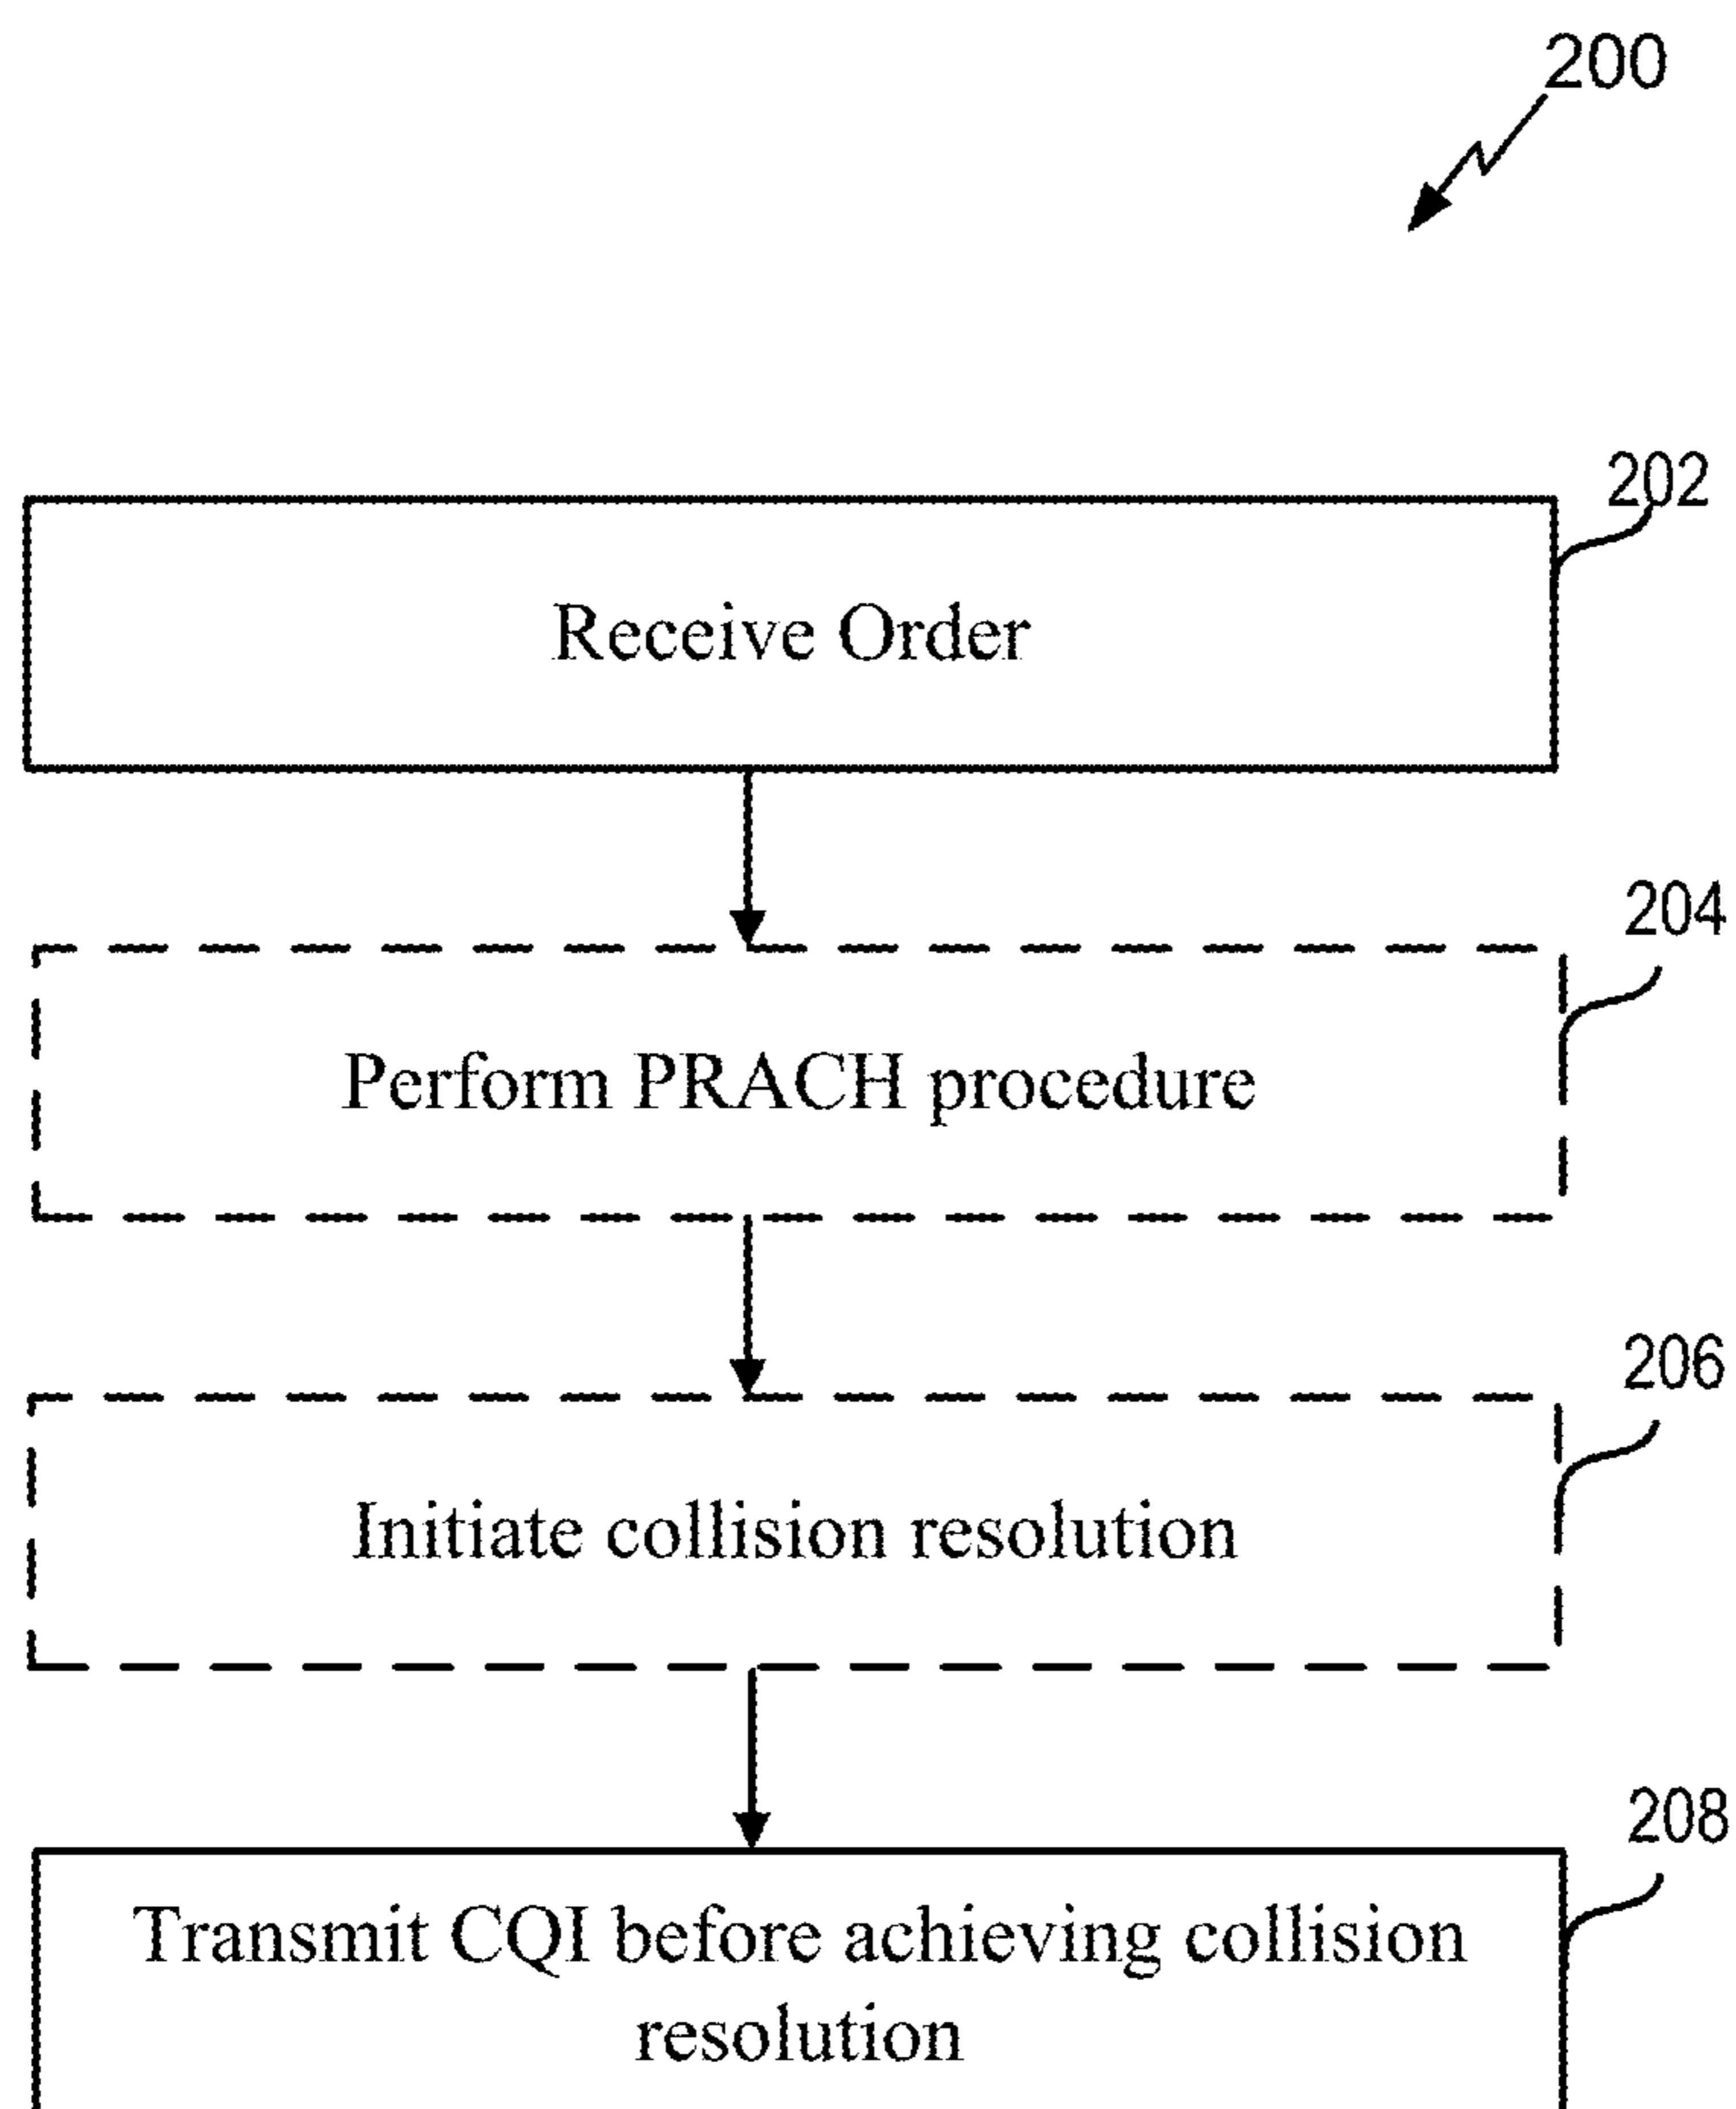 200
202
Receive Order
204
Perform PRACH procedure
206
Initiate collision resolution
208
Transmit CQI before achieving collision
resolution